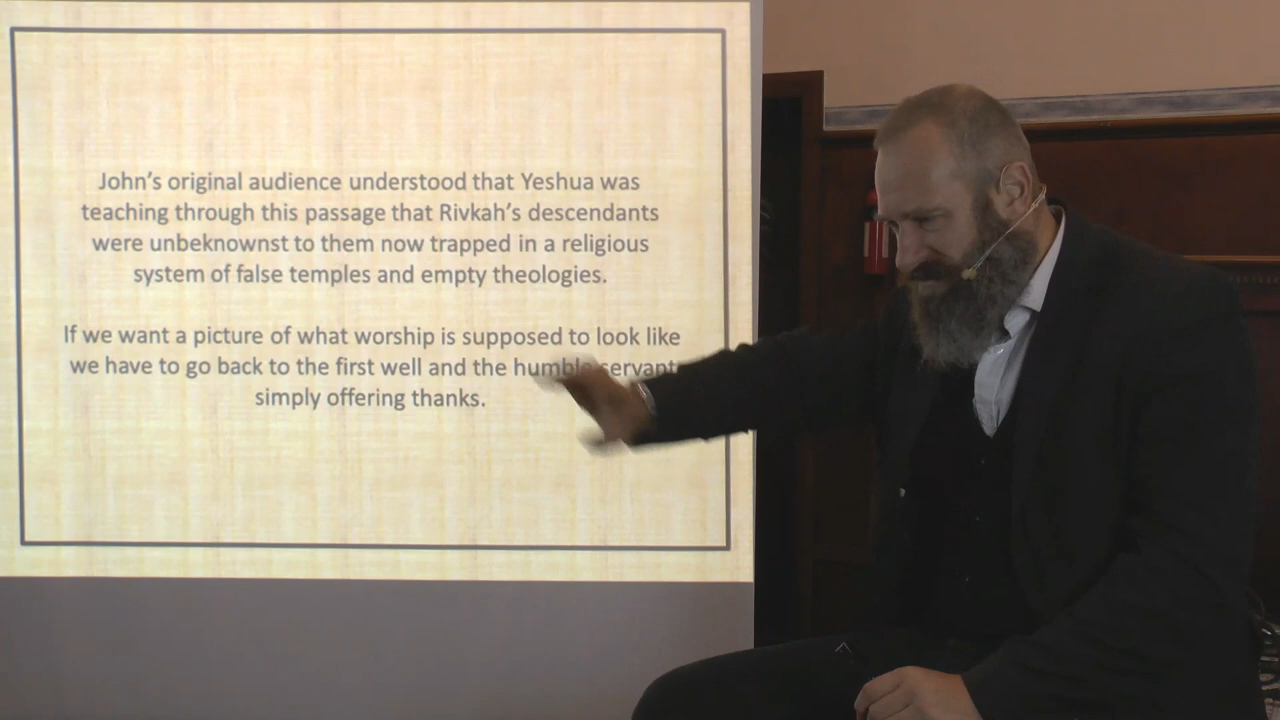 John’s original audience understood that Yeshua was
teaching through this passage that Rivkah’s descendants
were unbeknownst to them now trapped in a religious
system of false temples and empty theologies.
If we want a picture of what worship is supposed to look like
we have to go back to the first well and the humble servant
simply offering thanks.